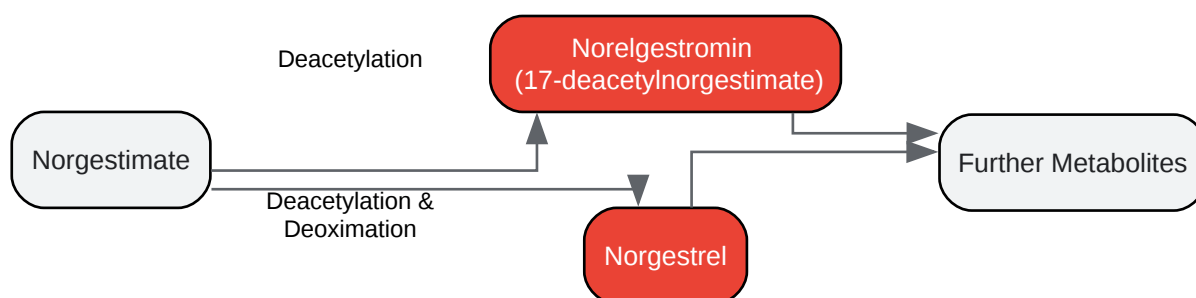 Deacetylation
Norelgestromin
(17-deacetylnorgestimate)
Norgestimate
Further Metabolites
Deacetylation &
Deoximation
Norgestrel